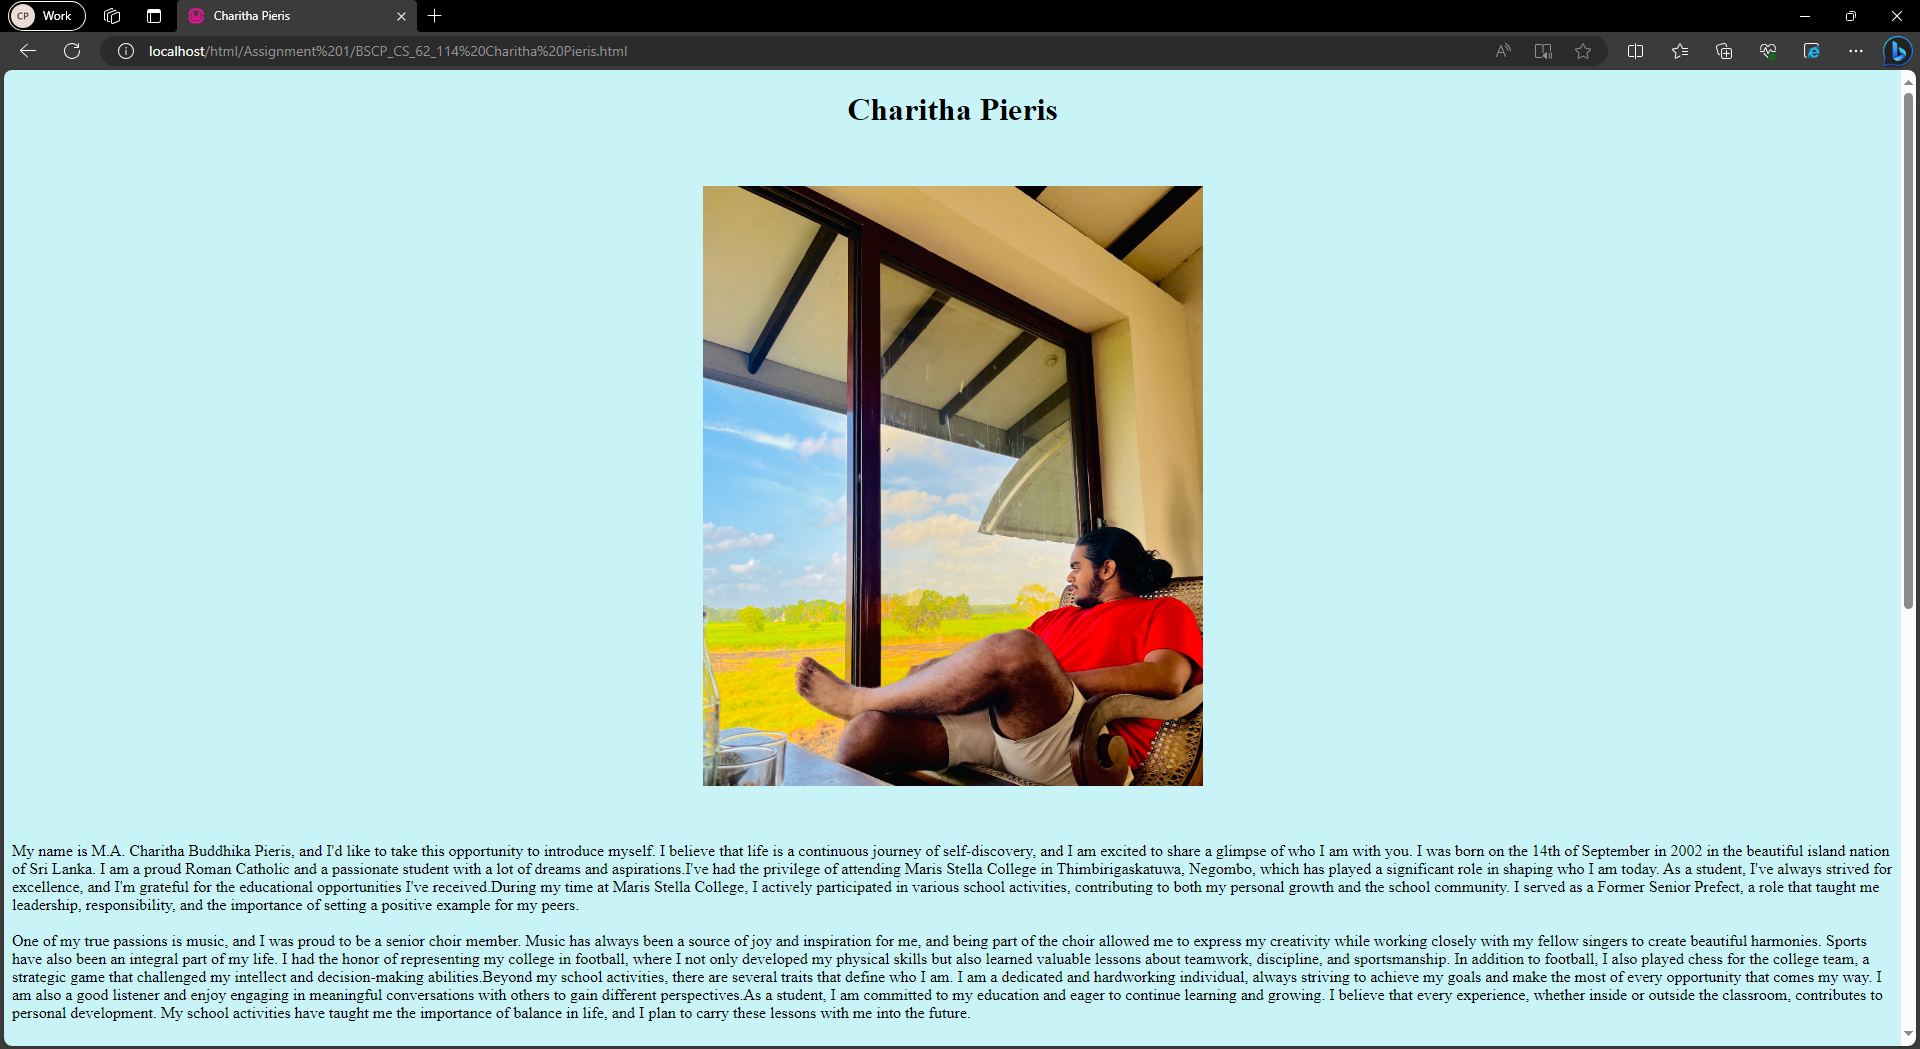 CP Work Charitha Pieris
localhost/html/Assignment%201/BSCP_CS_62_114%20Charitha%20Pieris.html
Charitha Pieris
My name is M.A. Charitha Buddhika Pieris, and I'd like to take this opportunity to introduce myself. I believe that life is a continuous journey of self-discovery, and I am excited to share a glimpse of who I am with you. I was born on the 14th of September in 2002 in the beautiful island nation
of Sri Lanka. I am a proud Roman Catholic and a passionate student with a lot of dreams and aspirations.I've had the privilege of attending Maris Stella College in Thimbirigaskatuwa, Negombo, which has played a significant role in shaping who I am today. As a student, I've always strived for
excellence, and I'm grateful for the educational opportunities I've received.During my time at Maris Stella College, I actively participated in various school activities, contributing to both my personal growth and the school community. I served as a Former Senior Prefect, a role that taught me
leadership, responsibility, and the importance of setting a positive example for my peers.
One of my true passions is music, and I was proud to be a senior choir member. Music has always been a source of joy and inspiration for me, and being part of the choir allowed me to express my creativity while working closely with my fellow singers to create beautiful harmonies. Sports
have also been an integral part of my life. I had the honor of representing my college in football, where I not only developed my physical skills but also learned valuable lessons about teamwork, discipline, and sportsmanship. In addition to football, I also played chess for the college team, a
strategic game that challenged my intellect and decision-making abilities.Beyond my school activities, there are several traits that define who I am. I am a dedicated and hardworking individual, always striving to achieve my goals and make the most of every opportunity that comes my way. I
am also a good listener and enjoy engaging in meaningful conversations with others to gain different perspectives.As a student, I am committed to my education and eager to continue learning and growing. I believe that every experience, whether inside or outside the classroom, contributes to
personal development. My school activities have taught me the importance of balance in life, and I plan to carry these lessons with me into the future.